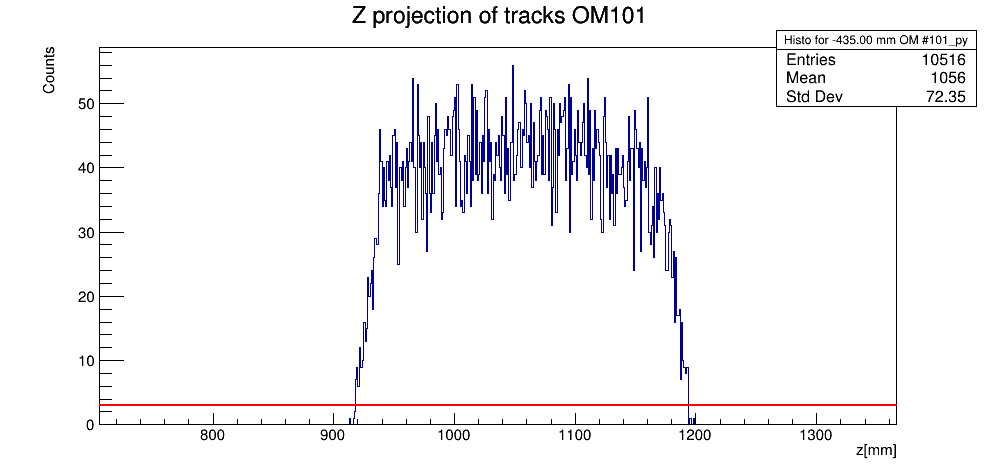 Z projection of tracks OM101
Histo for -435.00 mm OM #101_py
Entries 10516
Mean 1056
Std Dev 72.35
Counts
50
40
30
20
10
0
800 900 1000 1100 1200 1300
z[mm]